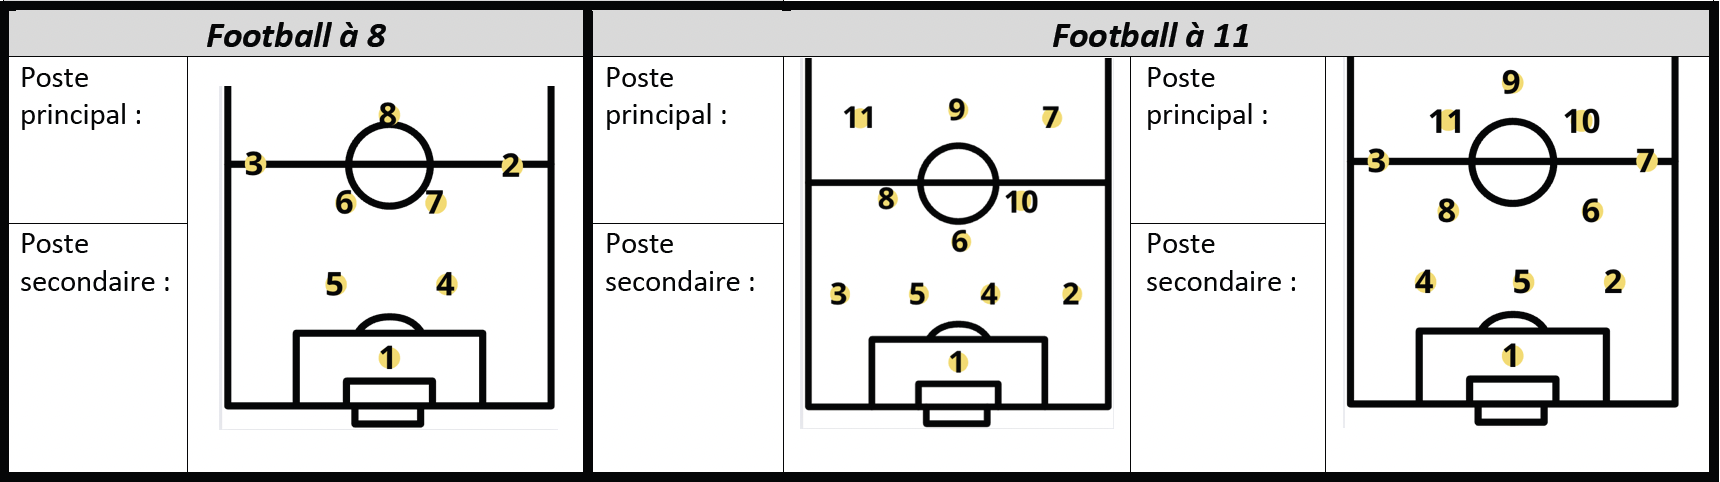 Football à 8
Football à 11
Poste
principal :
Poste
secondaire :
8
3
2
6
7
5
4
1
Poste
principal :
Poste
secondaire :
11
9
7
8
10
6
3
5
4
2
1
Poste
principal :
Poste
secondaire :
9
11
10
3
7
8
6
4
5
2
1